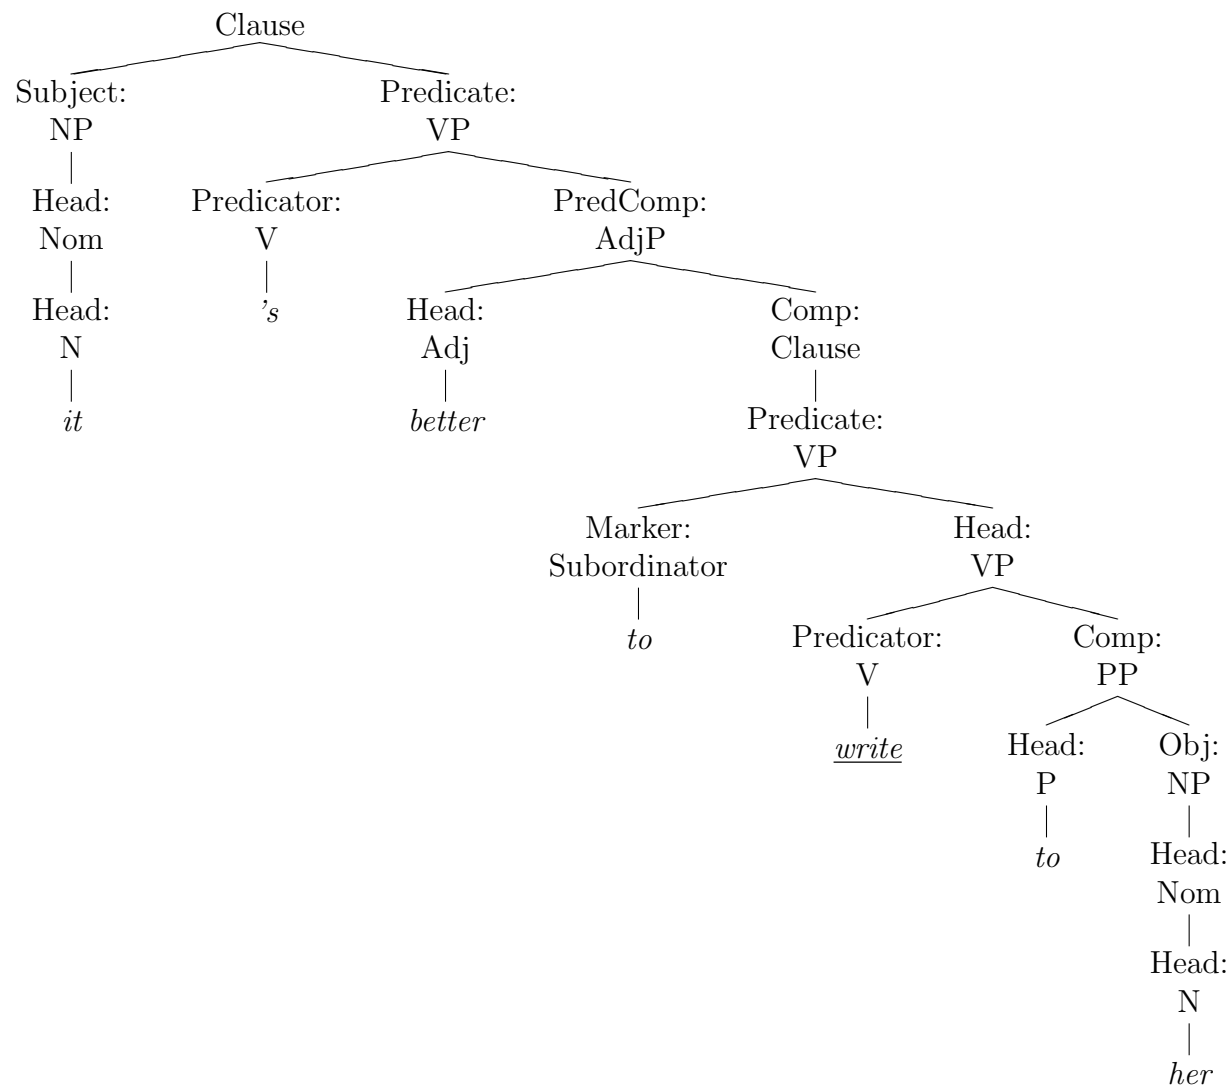 Clause
Subject: Predicate:
NP VP
Head: Predicator: PredComp:
Nom V AdjP
Head: 's Head: Comp:
N Adj Clause
it better Predicate:
VP
Marker: Head:
Subordinator VP
to Predicator: Comp:
V PP
write Head: Obj:
P NP
to Head:
Nom
Head:
N
her